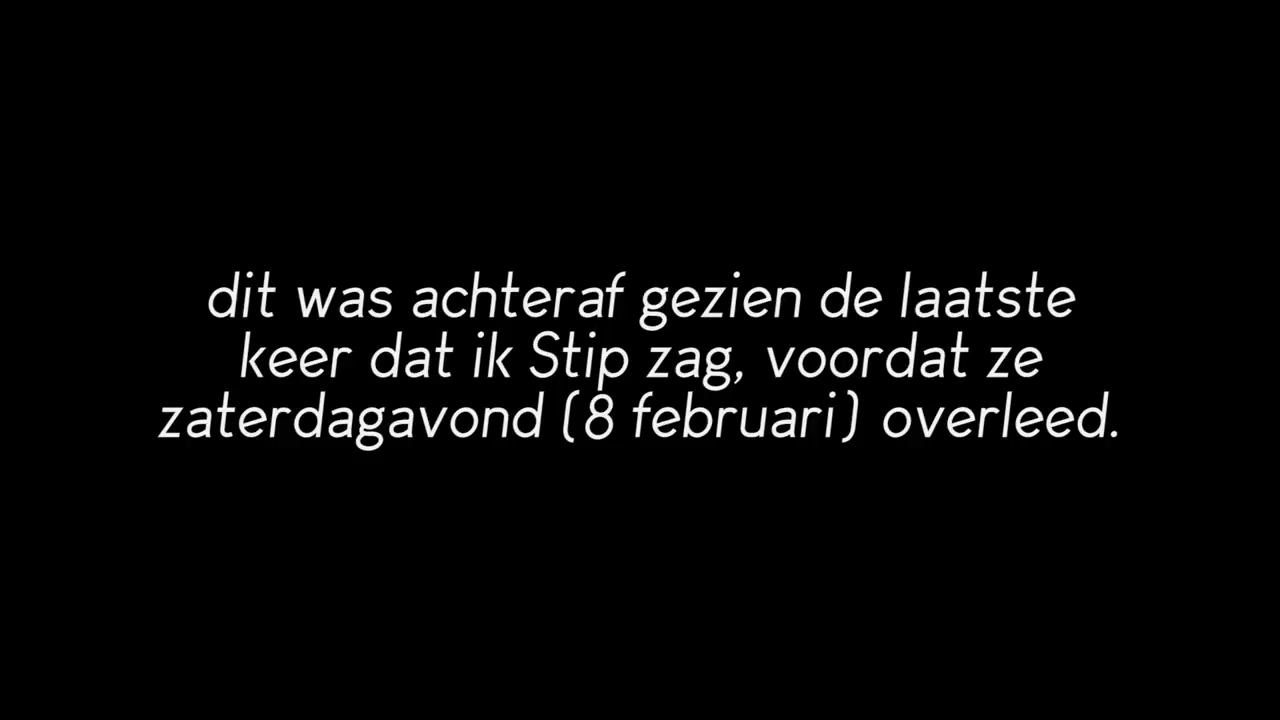 dit was achteraf gezien de laatste
keer dat ik Stip zag, voordat ze
zaterdagavond (8 februari) overleed.